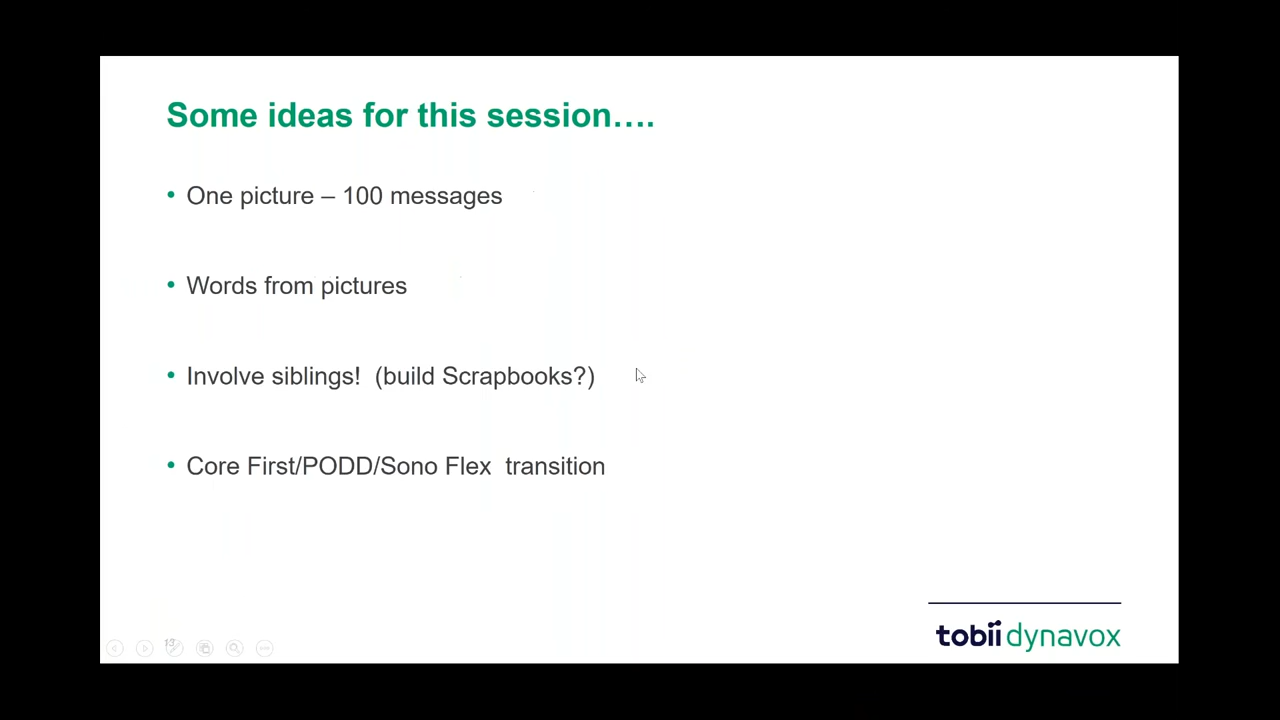 Some ideas for this session….
• One picture – 100 messages
• Words from pictures
• Involve siblings!  (build Scrapbooks?)
• Core First/PODD/Sono Flex  transition
13
tobii dynavox